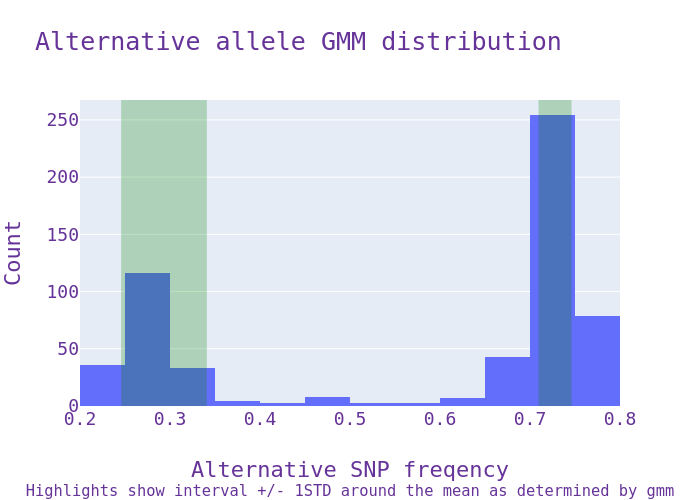 Alternative allele GMM distribution
250
200
150
100
50
0
Count
0.2 0.3 0.4 0.5 0.6 0.7 0.8
Alternative SNP freqency
Highlights show interval +/- 1STD around the mean as determined by gmm